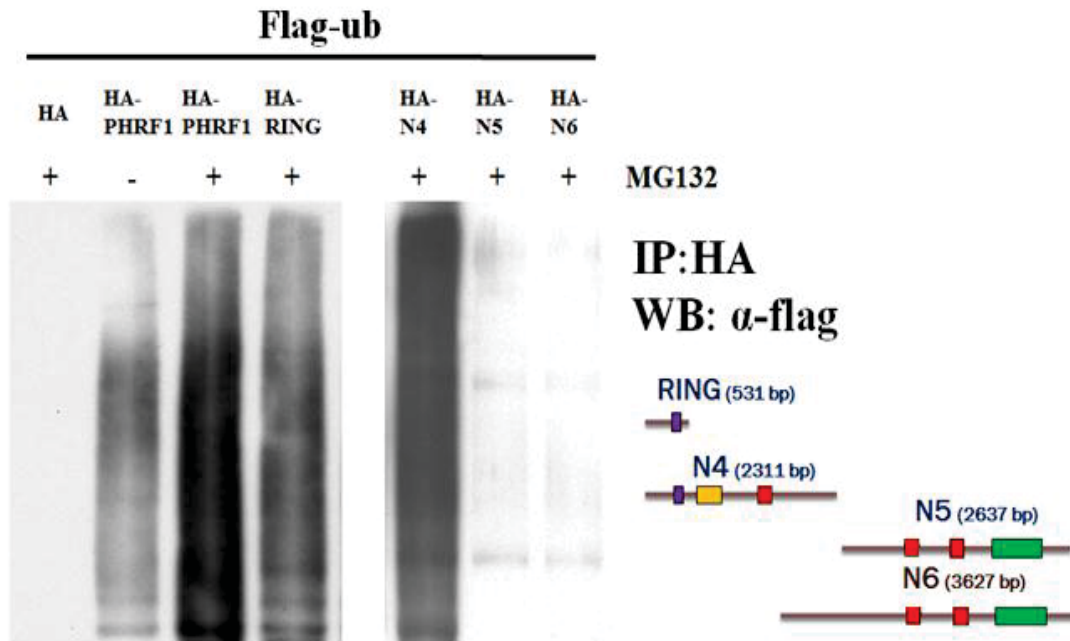 Flag-ub
HA HA-PHRF1 HA-PHRF1 HA-RING HA-N4 HA-N5 HA-N6
+ - + + + + + MG132
IP:HA
WB: α-flag
RING (531 bp)
N4 (2311 bp)
N5 (2637 bp)
N6 (3627 bp)